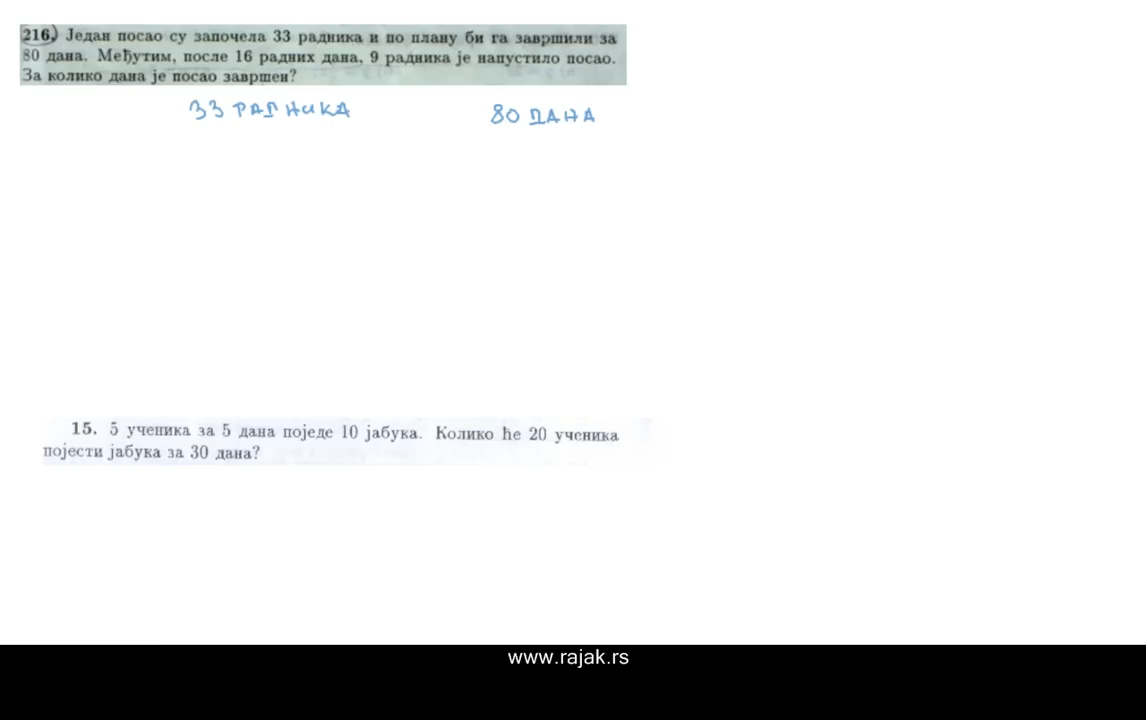 216. Један посао су започела 33 радника и по плану би га завршили за
80 дана. Међутим, после 16 радних дана, 9 радника је напустило посао.
За колико дана је посао завршен?
33 РАДНИКА 80 ДАНА
15. 5 ученика за 5 дана поједе 10 јабука. Колико ће 20 ученика
појести јабука за 30 дана?
www.rajak.rs